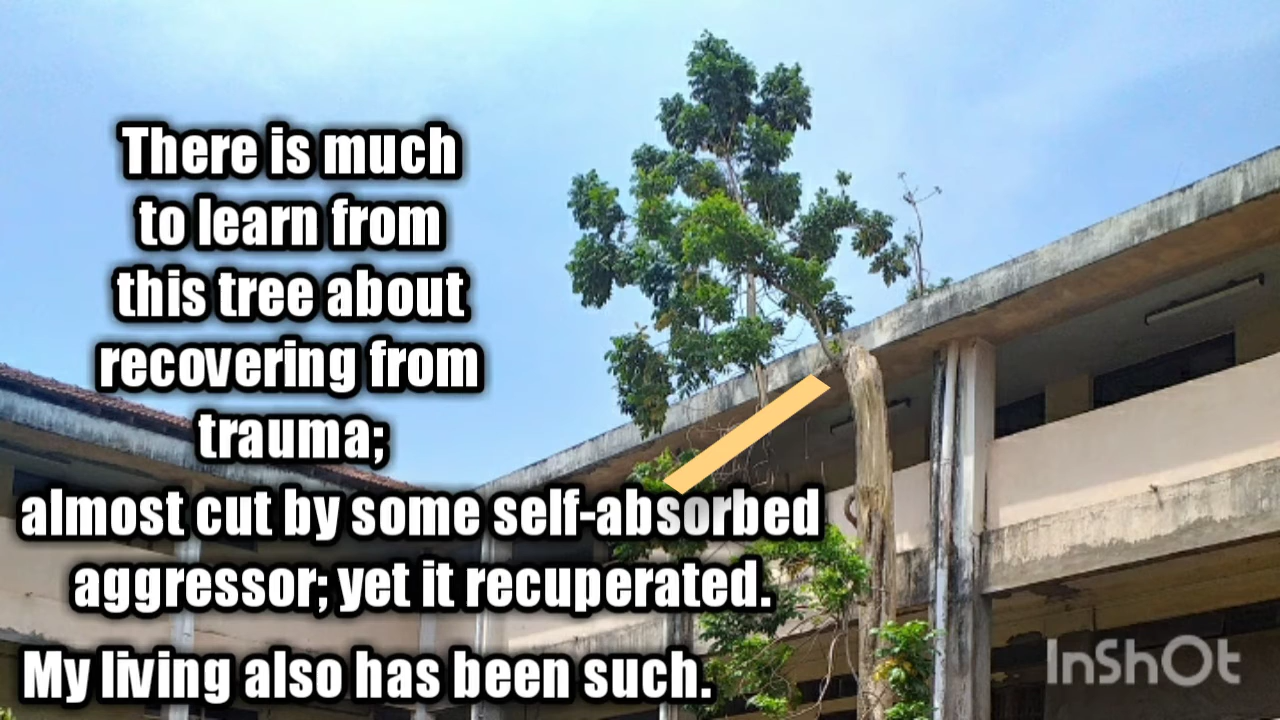 There is much
to learn from
this tree about
recovering from
trauma;
almost cut by some self-absorbed
aggressor; yet it recuperated.
My living also has been such.
InShOt